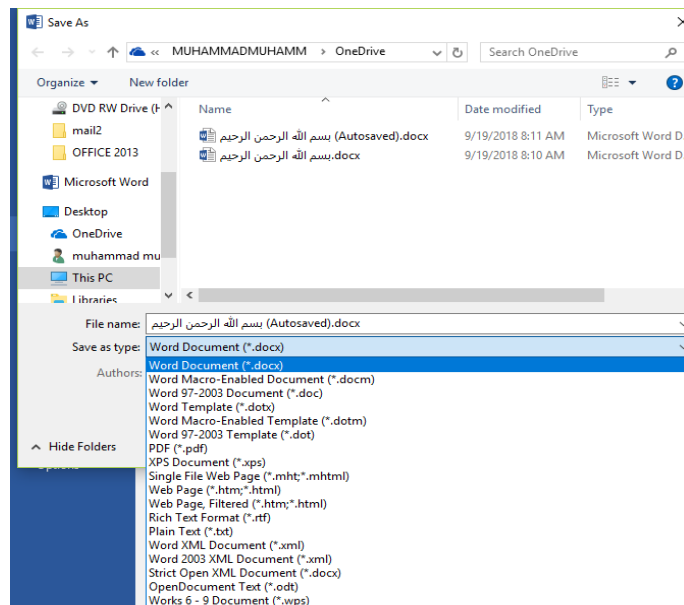 Save As
« MUHAMMADMUHAMM > OneDrive
Search OneDrive
Organize
New folder
DVD RW Drive (H
mail2
OFFICE 2013
Microsoft Word
Desktop
OneDrive
muhammad mu
This PC
Libraries
Name
Date modified
Type
بسم الله الرحمن الرحيم (Autosaved).docx
9/19/2018 8:11 AM
Microsoft Word D
بسم الله الرحمن الرحيم.docx
9/19/2018 8:10 AM
Microsoft Word D
File name: بسم الله الرحمن الرحيم (Autosaved).docx
Save as type: Word Document (*.docx)
Authors:
Word Document (*.docx)
Word Macro-Enabled Document (*.docm)
Word 97-2003 Document (*.doc)
Word Template (*.dotx)
Word Macro-Enabled Template (*.dotm)
Word 97-2003 Template (*.dot)
PDF (*.pdf)
XPS Document (*.xps)
Single File Web Page (*.mht;*.mhtml)
Web Page (*.htm;*.html)
Web Page, Filtered (*.htm;*.html)
Rich Text Format (*.rtf)
Plain Text (*.txt)
Word XML Document (*.xml)
Word 2003 XML Document (*.xml)
Strict Open XML Document (*.docx)
OpenDocument Text (*.odt)
Works 6 - 9 Document (*.wps)
Hide Folders